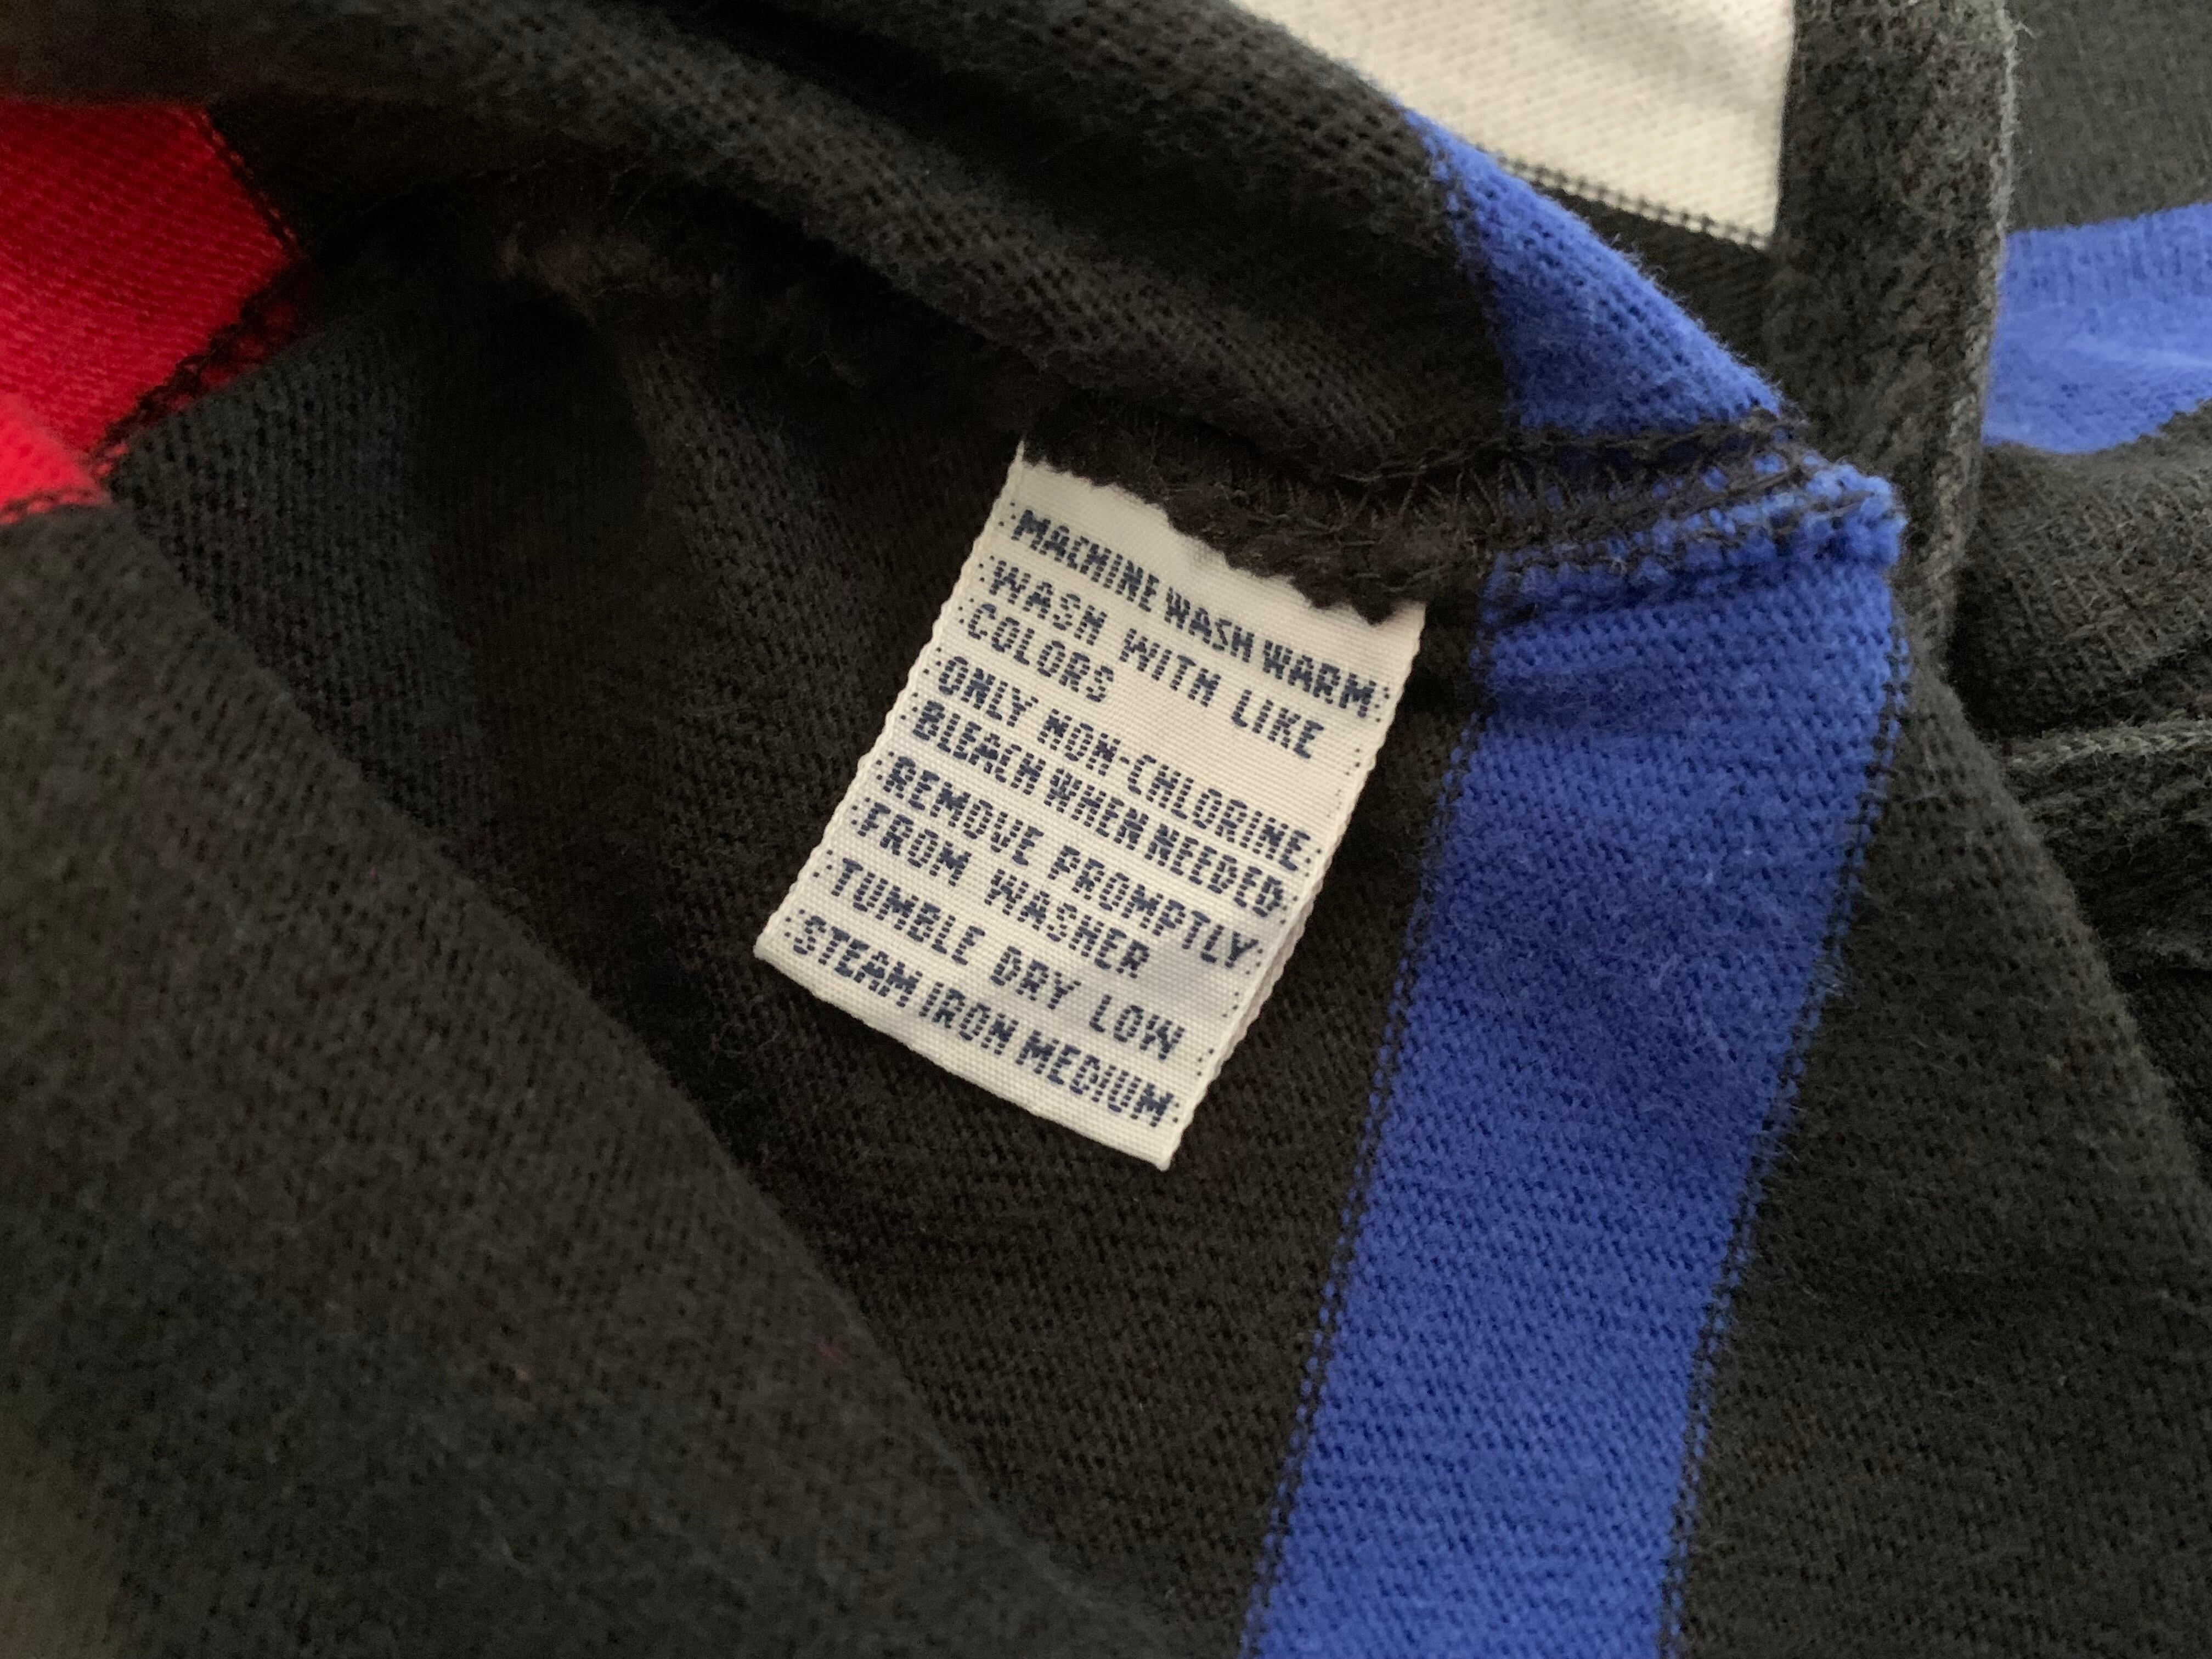 MACHINE WASH WARM
WASH WITH LIKE
COLORS
ONLY NON-CHLORINE
BLEACH WHEN NEEDED
REMOVE PROMPTLY
FROM WASHER
TUMBLE DRY LOW
STEAM IRON MEDIUM